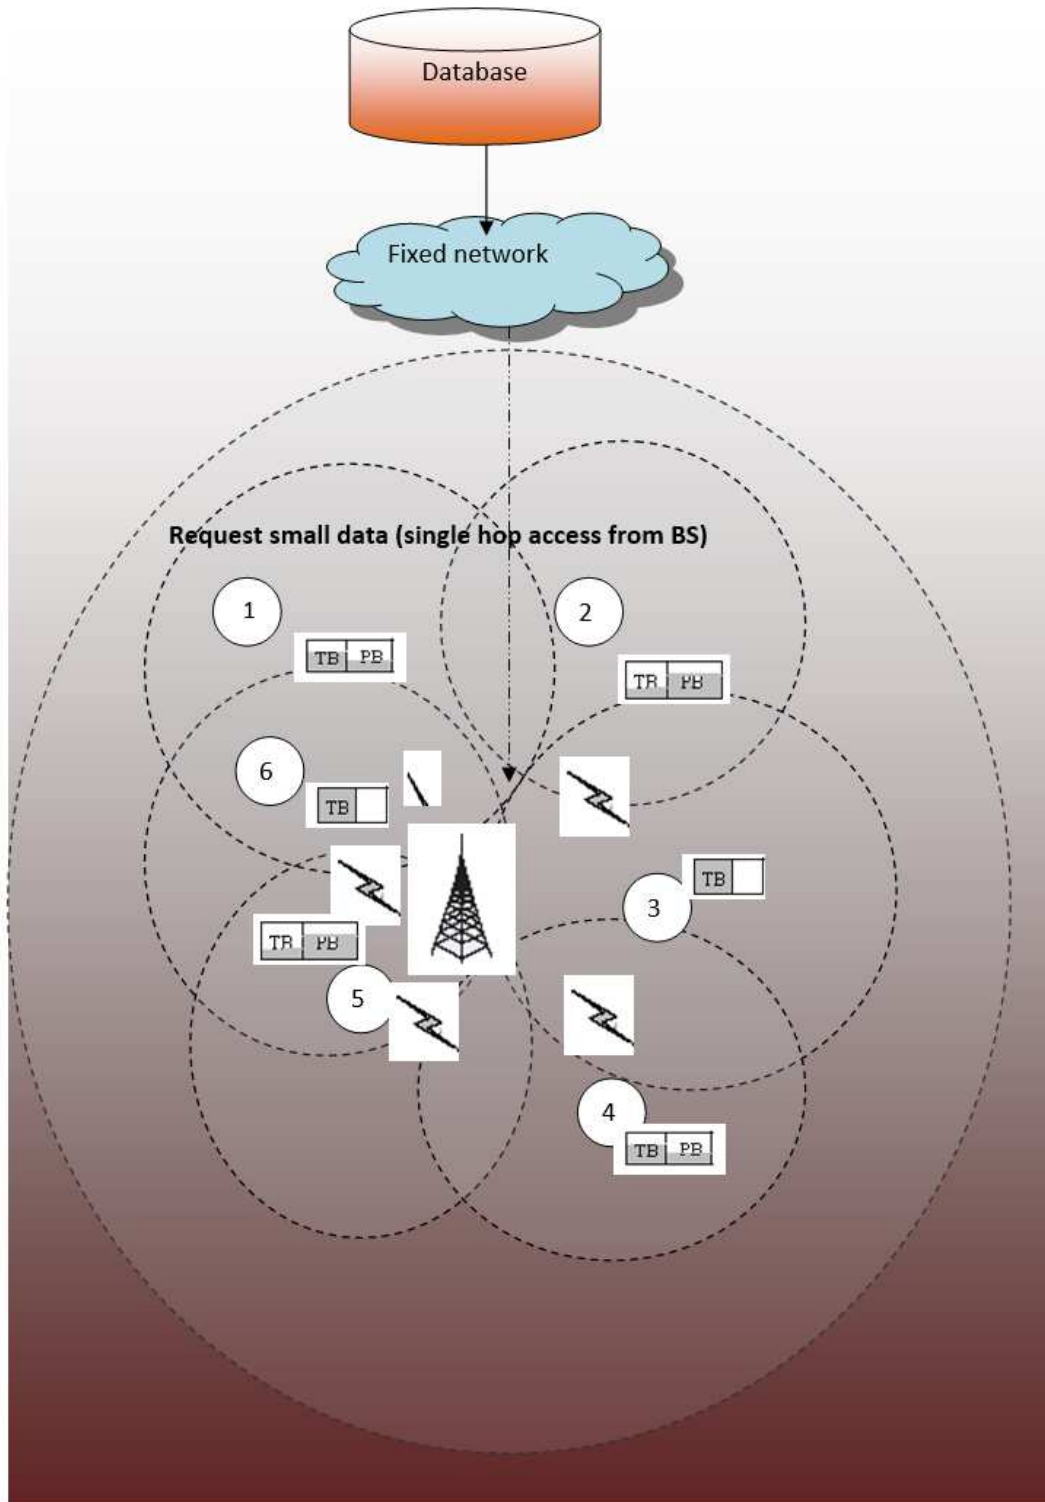 Database
Fixed network
Request small data (single hop access from BS)
1
2
TB PB
TB PB
6
TB
TB
3
TB PB
5
4
TB PB